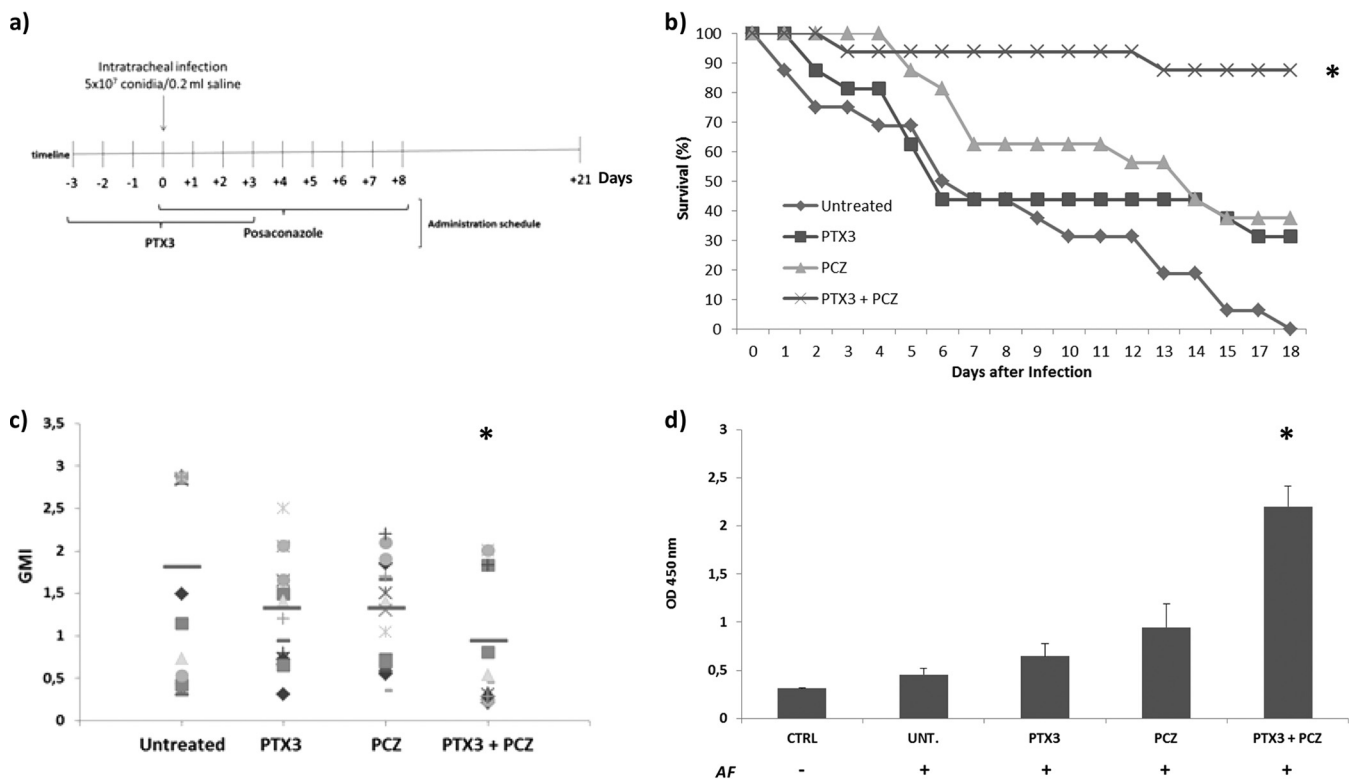 a)
Intratracheal infection
5x10⁷ conidia/0.2 ml saline
timeline
-3 -2 -1 0 +1 +2 +3 +4 +5 +6 +7 +8 +21 Days
PTX3
Posaconazole
Administration schedule
b)
Survival (%)
100
90
80
70
60
50
40
30
20
10
0
Untreated
PTX3
PCZ
PTX3 + PCZ
*
0 1 2 3 4 5 6 7 8 9 10 11 12 13 14 15 17 18
Days after Infection
c)
GMI
3,5
3
2,5
2
1,5
1
0,5
0
*
Untreated PTX3 PCZ PTX3 + PCZ
d)
OD 450 nm
3
2,5
2
1,5
1
0,5
0
*
CTRL UNT. PTX3 PCZ PTX3 + PCZ
AF - + + + +